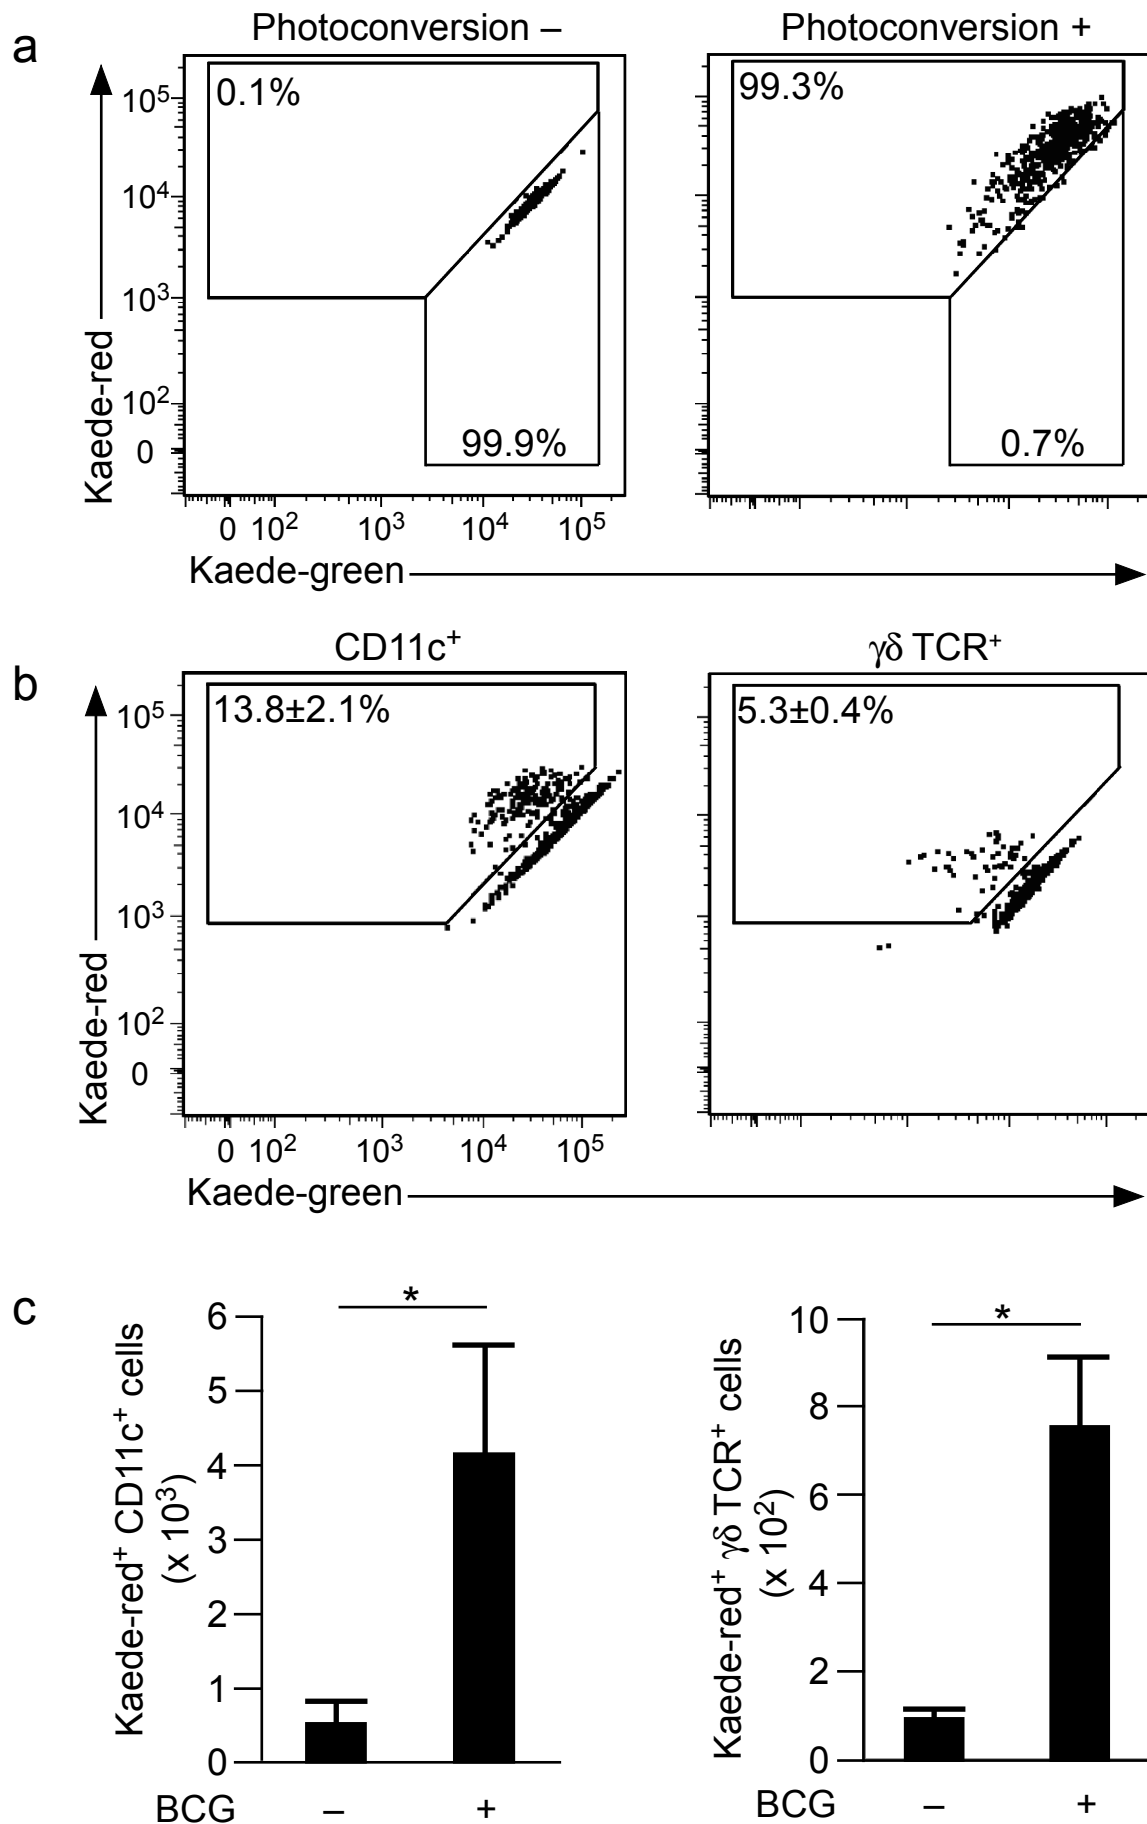 a
Photoconversion –
Photoconversion +
0.1%
99.3%
10⁵
10⁴
10³
10²
0
Kaede-red
99.9%
0.7%
0 10² 10³ 10⁴ 10⁵
Kaede-green
b
CD11c⁺
γδ TCR⁺
13.8±2.1%
5.3±0.4%
10⁵
10⁴
10³
10²
0
Kaede-red
0 10² 10³ 10⁴ 10⁵
Kaede-green
c
*
6
5
4
3
2
1
0
Kaede-red⁺ CD11c⁺ cells
(x 10³)
BCG – +
*
10
8
6
4
2
0
Kaede-red⁺ γδ TCR⁺ cells
(x 10²)
BCG – +